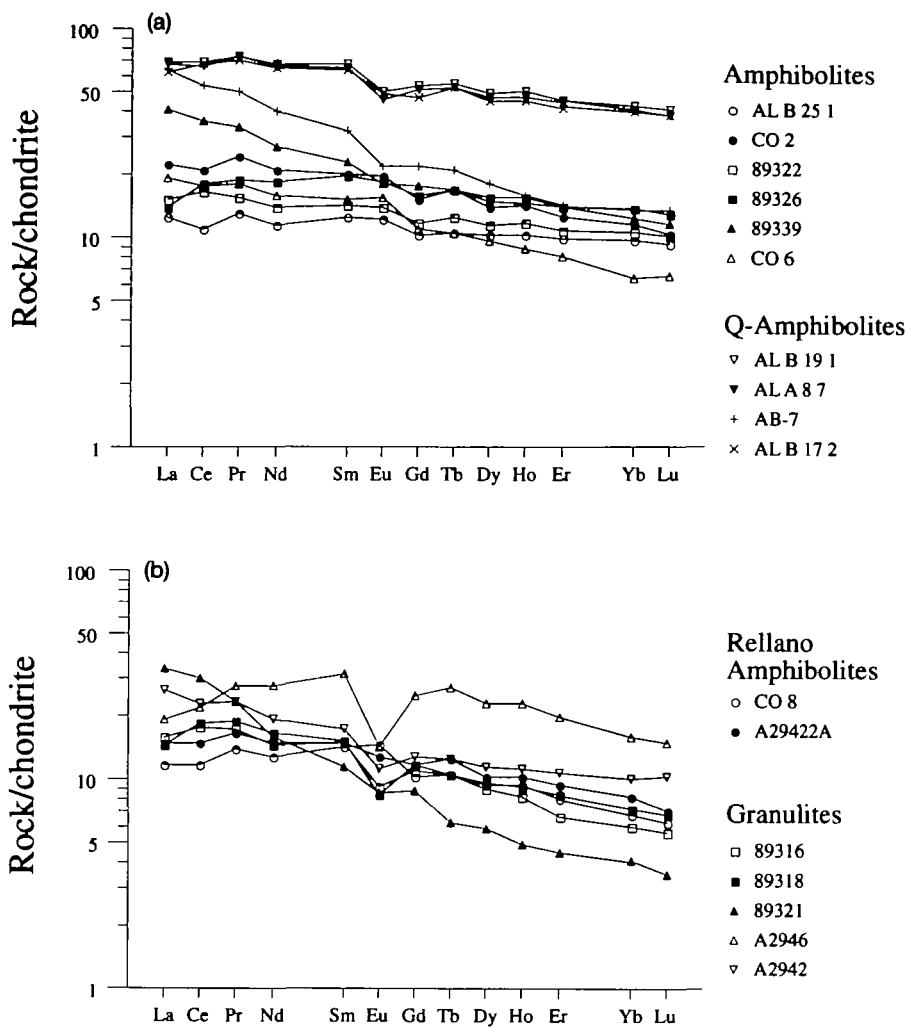 (a)
100
50
10
5
1
Rock/chondrite
La Ce Pr Nd Sm Eu Gd Tb Dy Ho Er Yb Lu
Amphibolites
AL B 25 1
CO 2
89322
89326
89339
CO 6
Q-Amphibolites
AL B 19 1
AL A 8 7
AB-7
AL B 17 2
(b)
100
50
10
5
1
Rock/chondrite
La Ce Pr Nd Sm Eu Gd Tb Dy Ho Er Yb Lu
Rellano
Amphibolites
CO 8
A29422A
Granulites
89316
89318
89321
A2946
A2942